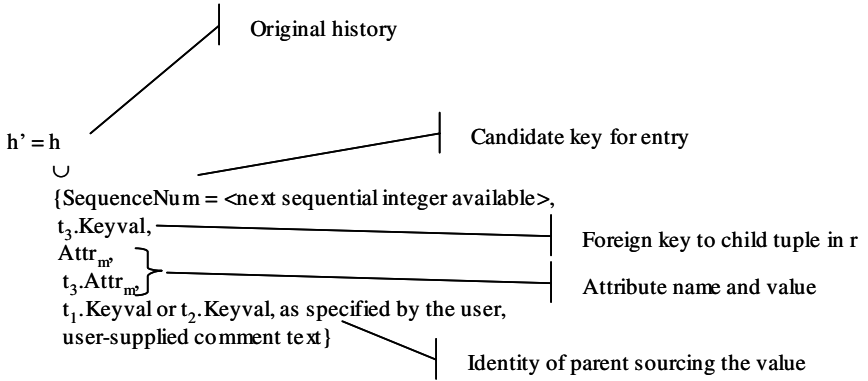 Original history
h' = h
Candidate key for entry
∪
{SequenceNum = <next sequential integer available>,
t3.Keyval,
Foreign key to child tuple in r
Attrm,
t3.Attrm,
Attribute name and value
t1.Keyval or t2.Keyval, as specified by the user,
user-supplied comment text}
Identity of parent sourcing the value